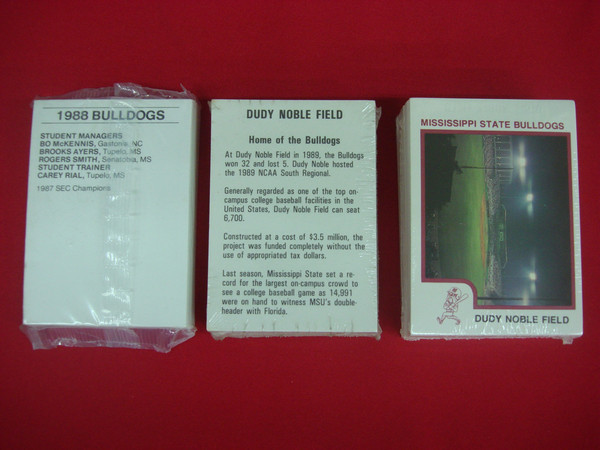 1988 BULLDOGS
STUDENT MANAGERS
BO McKENNIS, Gastonia, NC
BROOKS AYERS, Tupelo, MS
ROGERS SMITH, Senatobia, MS
STUDENT TRAINER
CAREY RIAL, Tupelo, MS
1987 SEC Champions
DUDY NOBLE FIELD
Home of the Bulldogs
At Dudy Noble Field in 1989, the Bulldogs
won 32 and lost 5. Dudy Noble hosted
the 1989 NCAA South Regional.
Generally regarded as one of the top on-
campus college baseball facilities in the
United States, Dudy Noble Field can seat
6,700.
Constructed at a cost of $3.5 million, the
project was funded completely without the
use of appropriated tax dollars.
Last season, Mississippi State set a re-
cord for the largest on-campus crowd to
see a college baseball game as 14,991
were on hand to witness MSU's double-
header with Florida.
MISSISSIPPI STATE BULLDOGS
DUDY NOBLE FIELD